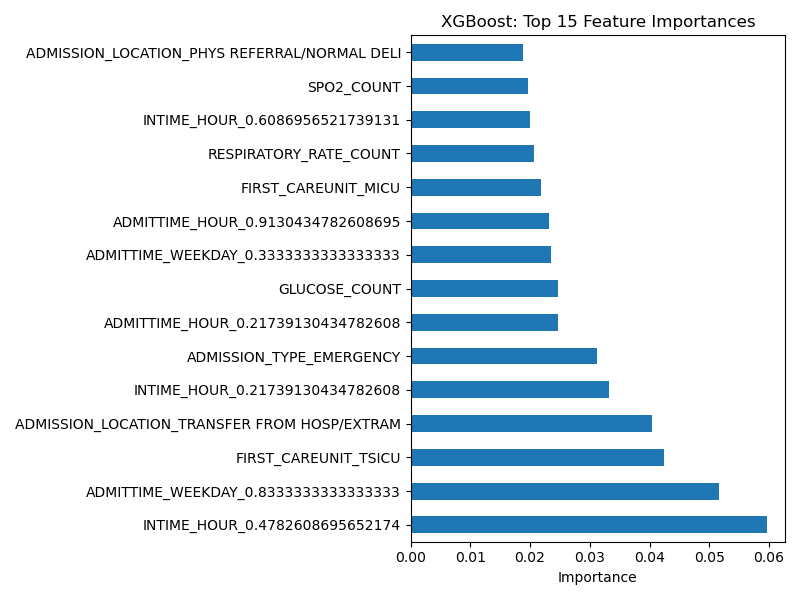 XGBoost: Top 15 Feature Importances
ADMISSION_LOCATION_PHYS REFERRAL/NORMAL DELI
SPO2_COUNT
INTIME_HOUR_0.6086956521739131
RESPIRATORY_RATE_COUNT
FIRST_CAREUNIT_MICU
ADMITTIME_HOUR_0.9130434782608695
ADMITTIME_WEEKDAY_0.3333333333333333
GLUCOSE_COUNT
ADMITTIME_HOUR_0.21739130434782608
ADMISSION_TYPE_EMERGENCY
INTIME_HOUR_0.21739130434782608
ADMISSION_LOCATION_TRANSFER FROM HOSP/EXTRAM
FIRST_CAREUNIT_TSICU
ADMITTIME_WEEKDAY_0.8333333333333333
INTIME_HOUR_0.4782608695652174
0.00 0.01 0.02 0.03 0.04 0.05 0.06
Importance